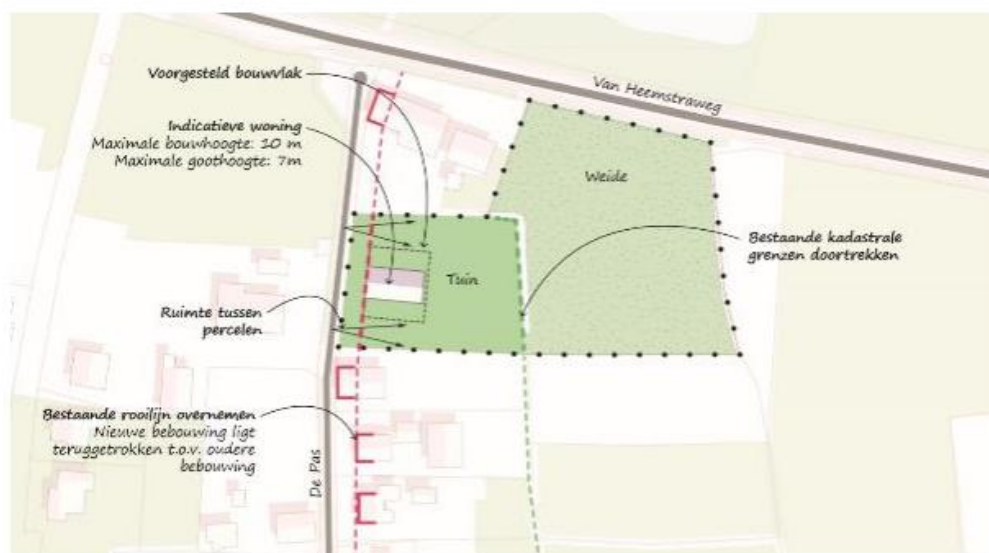 Voorgesteld bouwvlak
Van Heemstraweg
Indicatieve woning
Maximale bouwhoogte: 10 m
Maximale goothoogte: 7m
Weide
Bestaande kadastrale
grenzen doortrekken
Tuin
Ruimte tussen
percelen
Bestaande rooilijn overnemen
Nieuwe bebouwing ligt
teruggetrokken t.o.v. oudere
bebouwing
De Pas